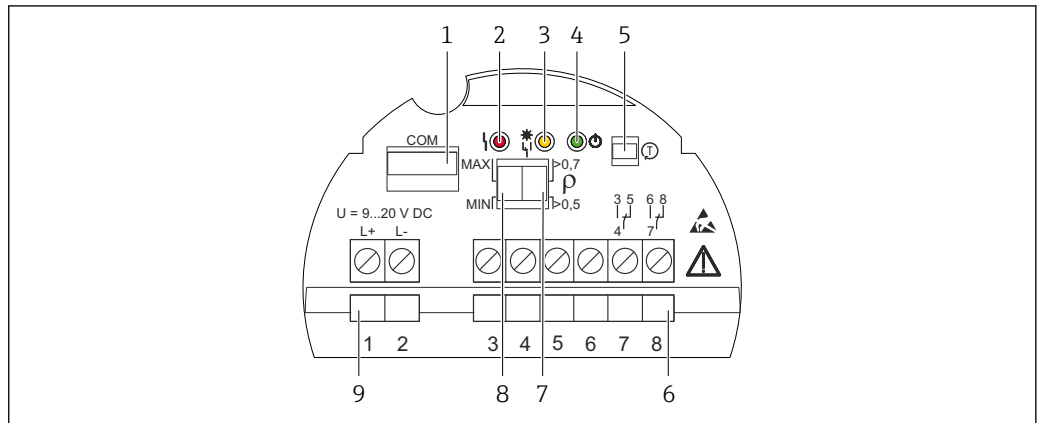 1 2 3 4 5
COM
MAX >0,7
ρ
MIN >0,5
T
U = 9...20 V DC
L+ L-
3 5 6 8
4 7
1 2 3 4 5 6 7 8
9 8 7 6